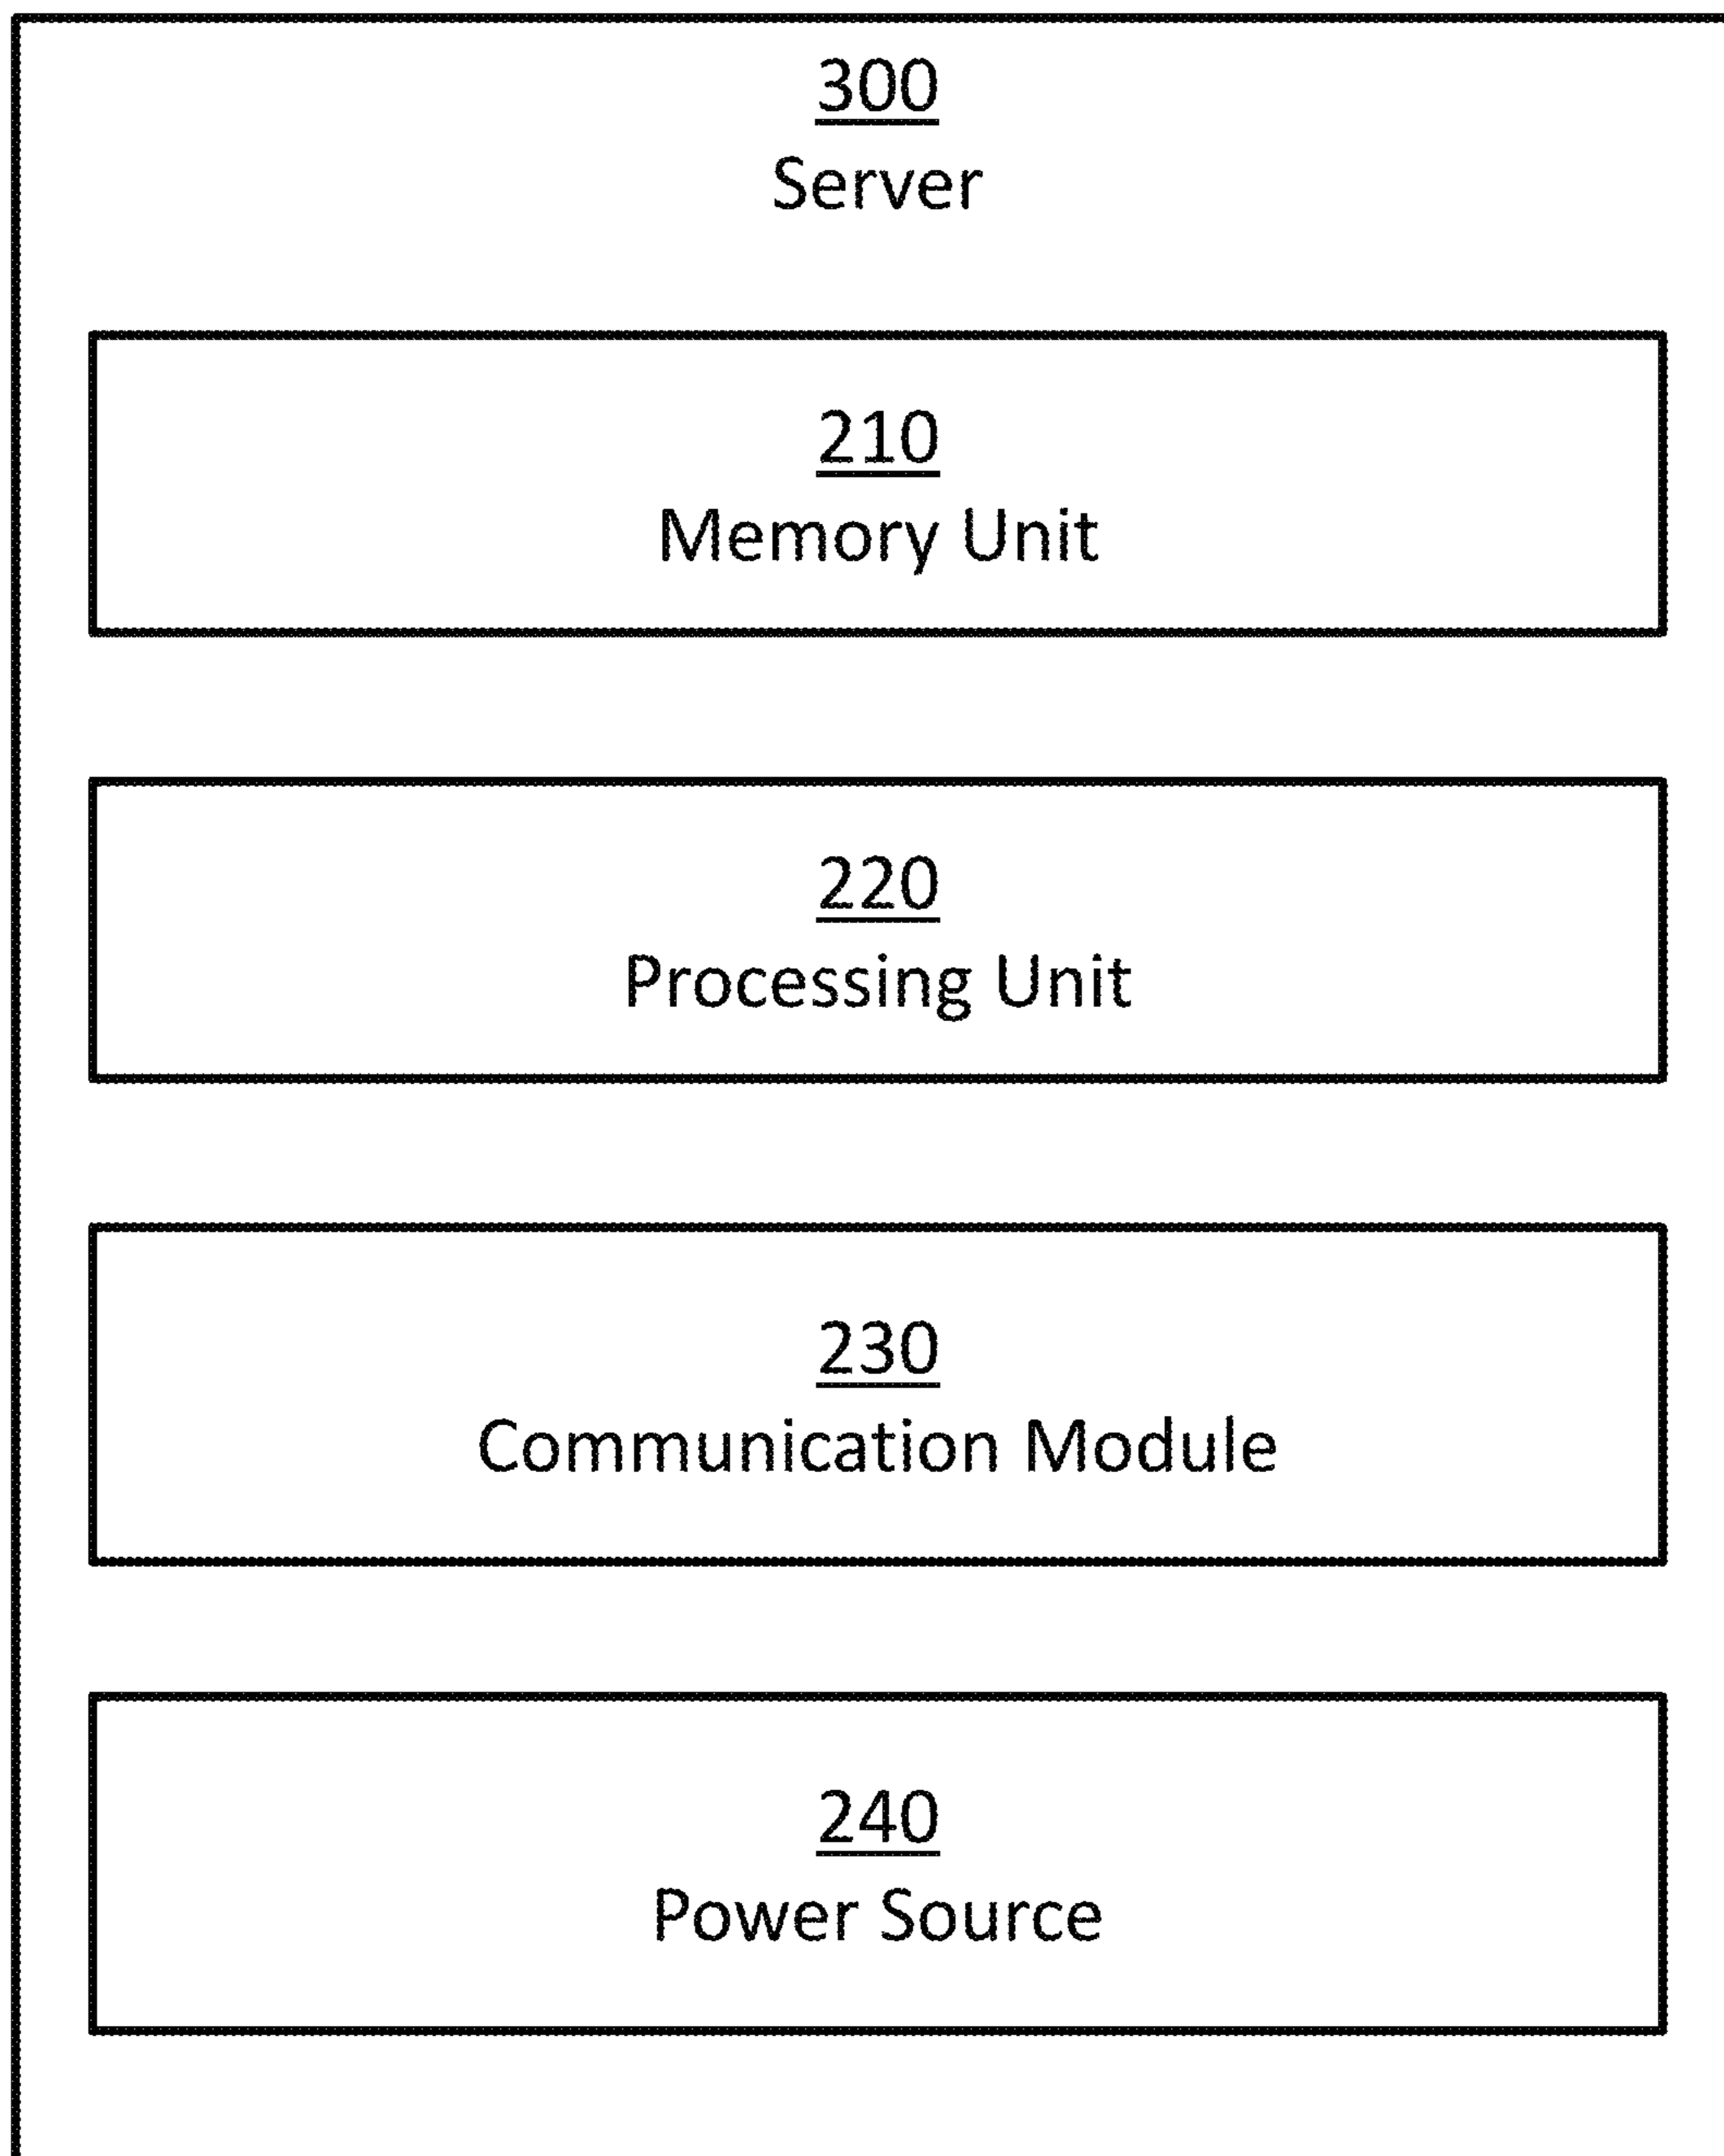 300
Server
210
Memory Unit
220
Processing Unit
230
Communication Module
240
Power Source